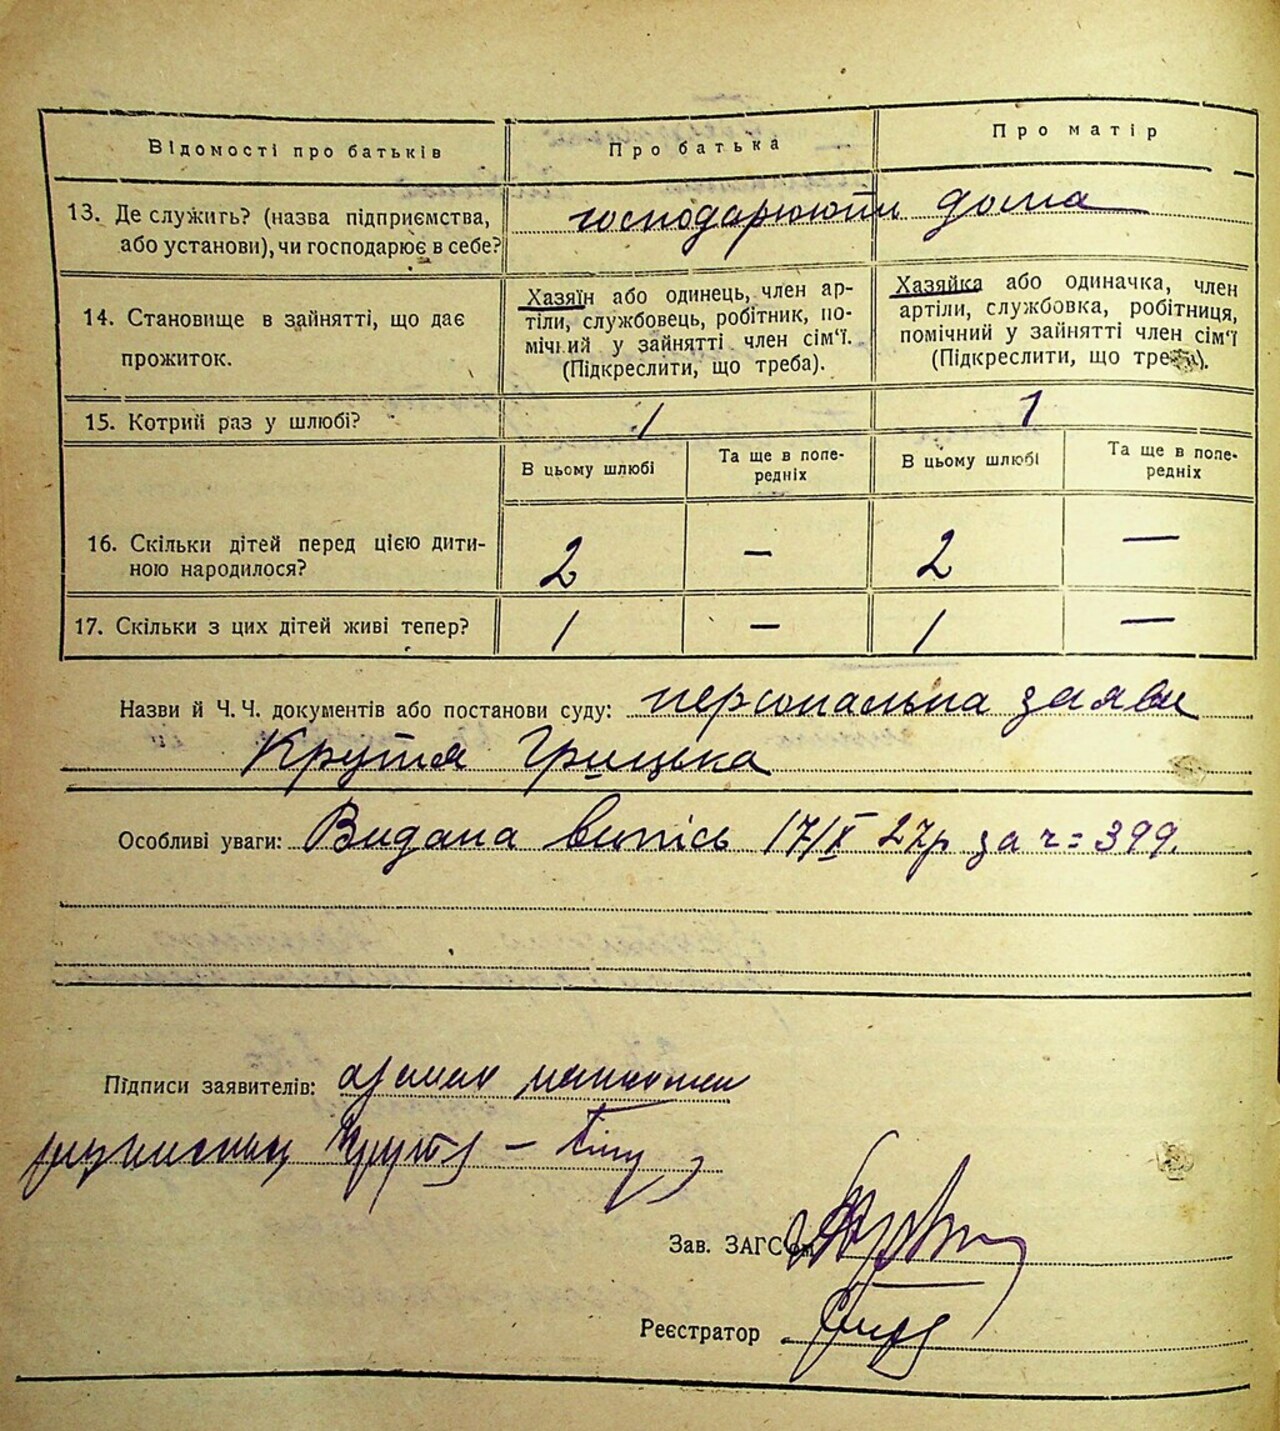 Відомості про батьків
Про батька
Про матір
13. Де служить? (назва підприємства,
або установи), чи господарює в себе?
господарюють дома
14. Становище в зайнятті, що дає
прожиток.
Хазяїн або одинець, член ар-
тіли, службовець, робітник, по-
мічний у зайнятті член сім'ї.
(Підкреслити, що треба).
Хазяйка або одиначка, член
артіли, службовка, робітниця,
помічний у зайнятті член сім'ї
(Підкреслити, що треба).
15. Котрий раз у шлюбі?
1
1
В цьому шлюбі
Та ще в попе-
редніх
В цьому шлюбі
Та ще в попе-
редніх
16. Скільки дітей перед цією дити-
ною народилося?
2 — 2 —
17. Скільки з цих дітей живі тепер?
1 — 1 —
Назви й Ч. Ч. документів або постанови суду: персональна заява
Крутя Грицька
Особливі уваги: Видана випісь 17/X 27р за ч = 399.
Підписи заявителів:
Зав. ЗАГС'ом
Реєстратор